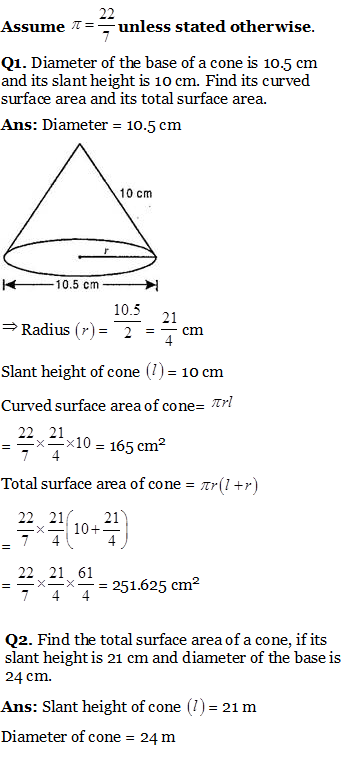 Assume π = 22/7 unless stated otherwise.
Q1. Diameter of the base of a cone is 10.5 cm
and its slant height is 10 cm. Find its curved
surface area and its total surface area.
Ans: Diameter = 10.5 cm
10 cm
r
10.5 cm
⇒ Radius (r) = 10.5/2 = 21/4 cm
Slant height of cone (l) = 10 cm
Curved surface area of cone= πrl
= 22/7 × 21/4 ×10 = 165 cm²
Total surface area of cone = πr(l+r)
= 22/7 × 21/4 (10 + 21/4)
= 22/7 × 21/4 × 61/4 = 251.625 cm²
Q2. Find the total surface area of a cone, if its
slant height is 21 cm and diameter of the base is
24 cm.
Ans: Slant height of cone (l) = 21 m
Diameter of cone = 24 m